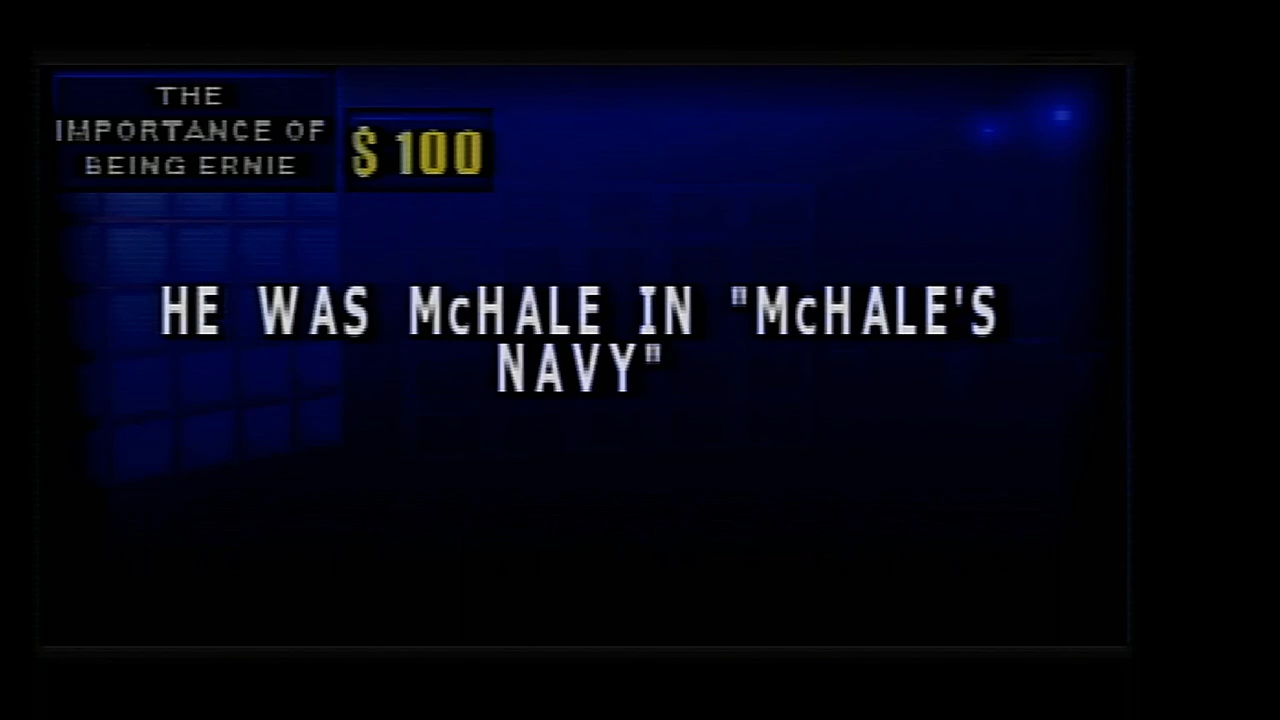 THE
IMPORTANCE OF
BEING ERNIE
$ 100
HE WAS McHALE IN "McHALE'S
NAVY"